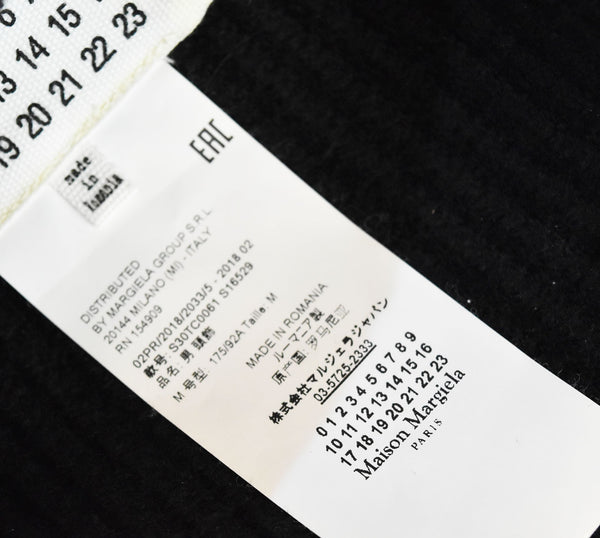 6 7
13 14 15
19 20 21 22 23
made
in
EAC
DISTRIBUTED
BY MARGIELA GROUP S.R.L
20144 MILANO (MI) - ITALY
RN 154909
02PR/2018/2033/5 - 2018 02
款号: S30TC0061 S16529
品名: 男 頭飾
M 号型: 175/92A Taille M
MADE IN ROMANIA
ルーマニア製
原产国: 罗马尼亚
株式会社マルジェラジャパン
03-5725-2333
0 1 2 3 4 5 6 7 8 9
10 11 12 13 14 15 16
17 18 19 20 21 22 23
Maison Margiela
PARIS